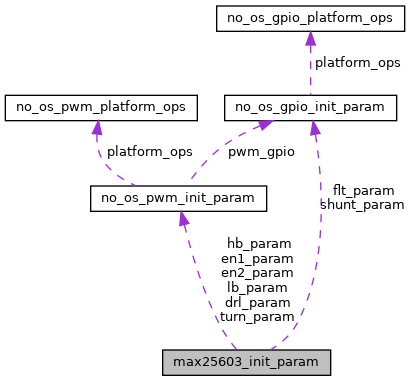 no_os_gpio_platform_ops
platform_ops
no_os_pwm_platform_ops
no_os_gpio_init_param
platform_ops
pwm_gpio
no_os_pwm_init_param
flt_param
shunt_param
hb_param
en1_param
en2_param
lb_param
drl_param
turn_param
max25603_init_param